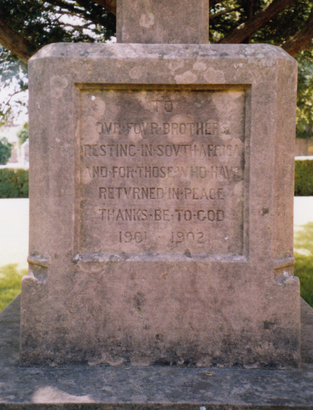 TO
OVR·FOVR·BROTHERS
RESTING·IN·SOVTH·AFRICA
AND·FOR·THOSE·WHO·HAVE
RETVRNED·IN·PEACE
THANKS·BE·TO·GOD
1901 - 1902